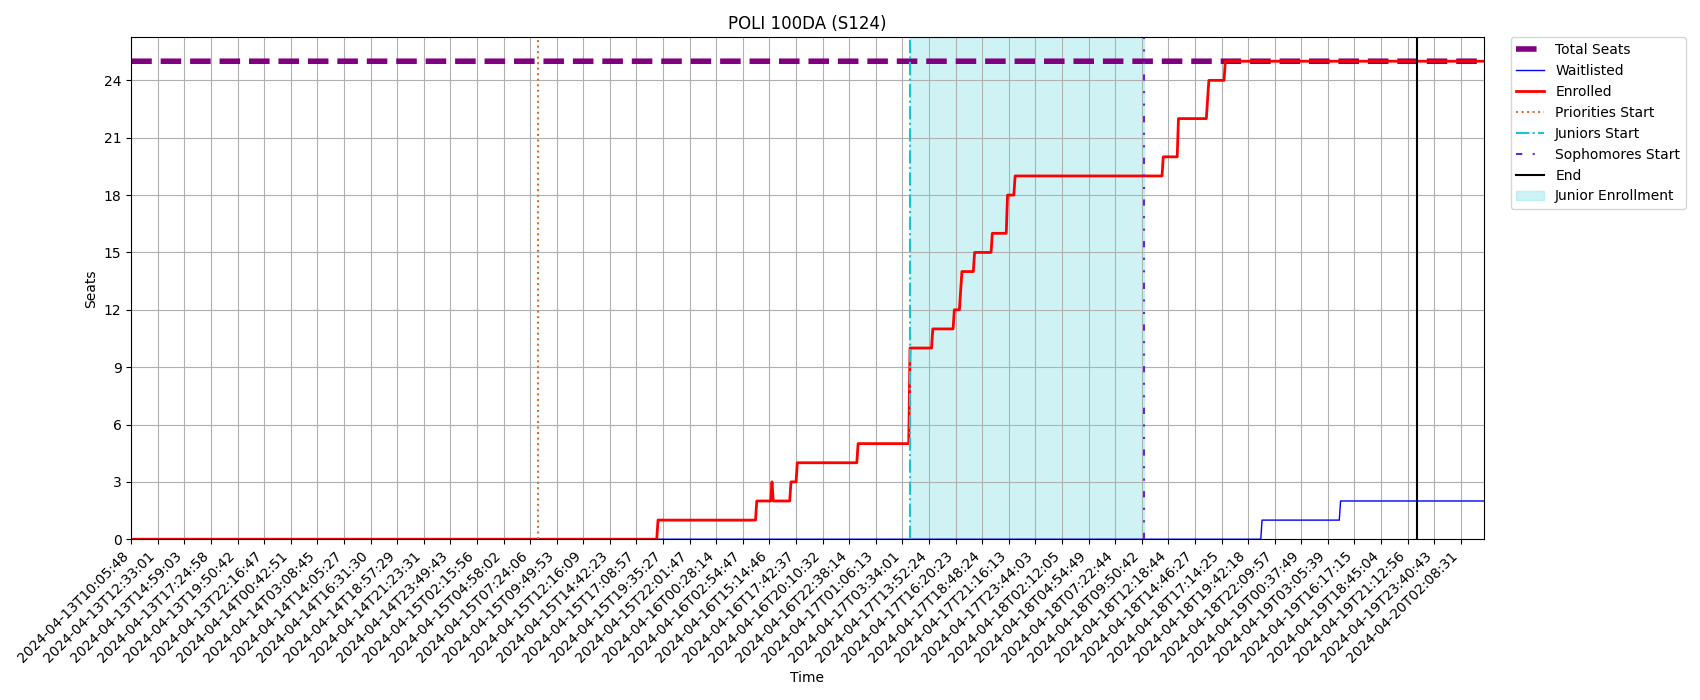 POLI 100DA (S124)
Total Seats
Waitlisted
Enrolled
Priorities Start
Juniors Start
Sophomores Start
End
Junior Enrollment
Seats
24
21
18
15
12
9
6
3
0
2024-04-13T10:05:48
2024-04-13T12:33:01
2024-04-13T14:59:03
2024-04-13T17:24:58
2024-04-13T19:50:42
2024-04-13T22:16:47
2024-04-14T00:42:51
2024-04-14T03:08:45
2024-04-14T14:05:27
2024-04-14T16:31:30
2024-04-14T18:57:29
2024-04-14T21:23:31
2024-04-14T23:49:43
2024-04-15T02:15:56
2024-04-15T04:58:02
2024-04-15T07:24:06
2024-04-15T09:49:53
2024-04-15T12:16:09
2024-04-15T14:42:23
2024-04-15T17:08:57
2024-04-15T19:35:27
2024-04-15T22:01:47
2024-04-16T00:28:14
2024-04-16T02:54:47
2024-04-16T15:14:46
2024-04-16T17:42:37
2024-04-16T20:10:32
2024-04-16T22:38:14
2024-04-17T01:06:13
2024-04-17T03:34:01
2024-04-17T13:52:24
2024-04-17T16:20:23
2024-04-17T18:48:24
2024-04-17T21:16:13
2024-04-17T23:44:03
2024-04-18T02:12:05
2024-04-18T04:54:49
2024-04-18T07:22:44
2024-04-18T09:50:42
2024-04-18T12:18:44
2024-04-18T14:46:27
2024-04-18T17:14:25
2024-04-18T19:42:18
2024-04-18T22:09:57
2024-04-19T00:37:49
2024-04-19T03:05:39
2024-04-19T16:17:15
2024-04-19T18:45:04
2024-04-19T21:12:56
2024-04-19T23:40:43
2024-04-20T02:08:31
Time